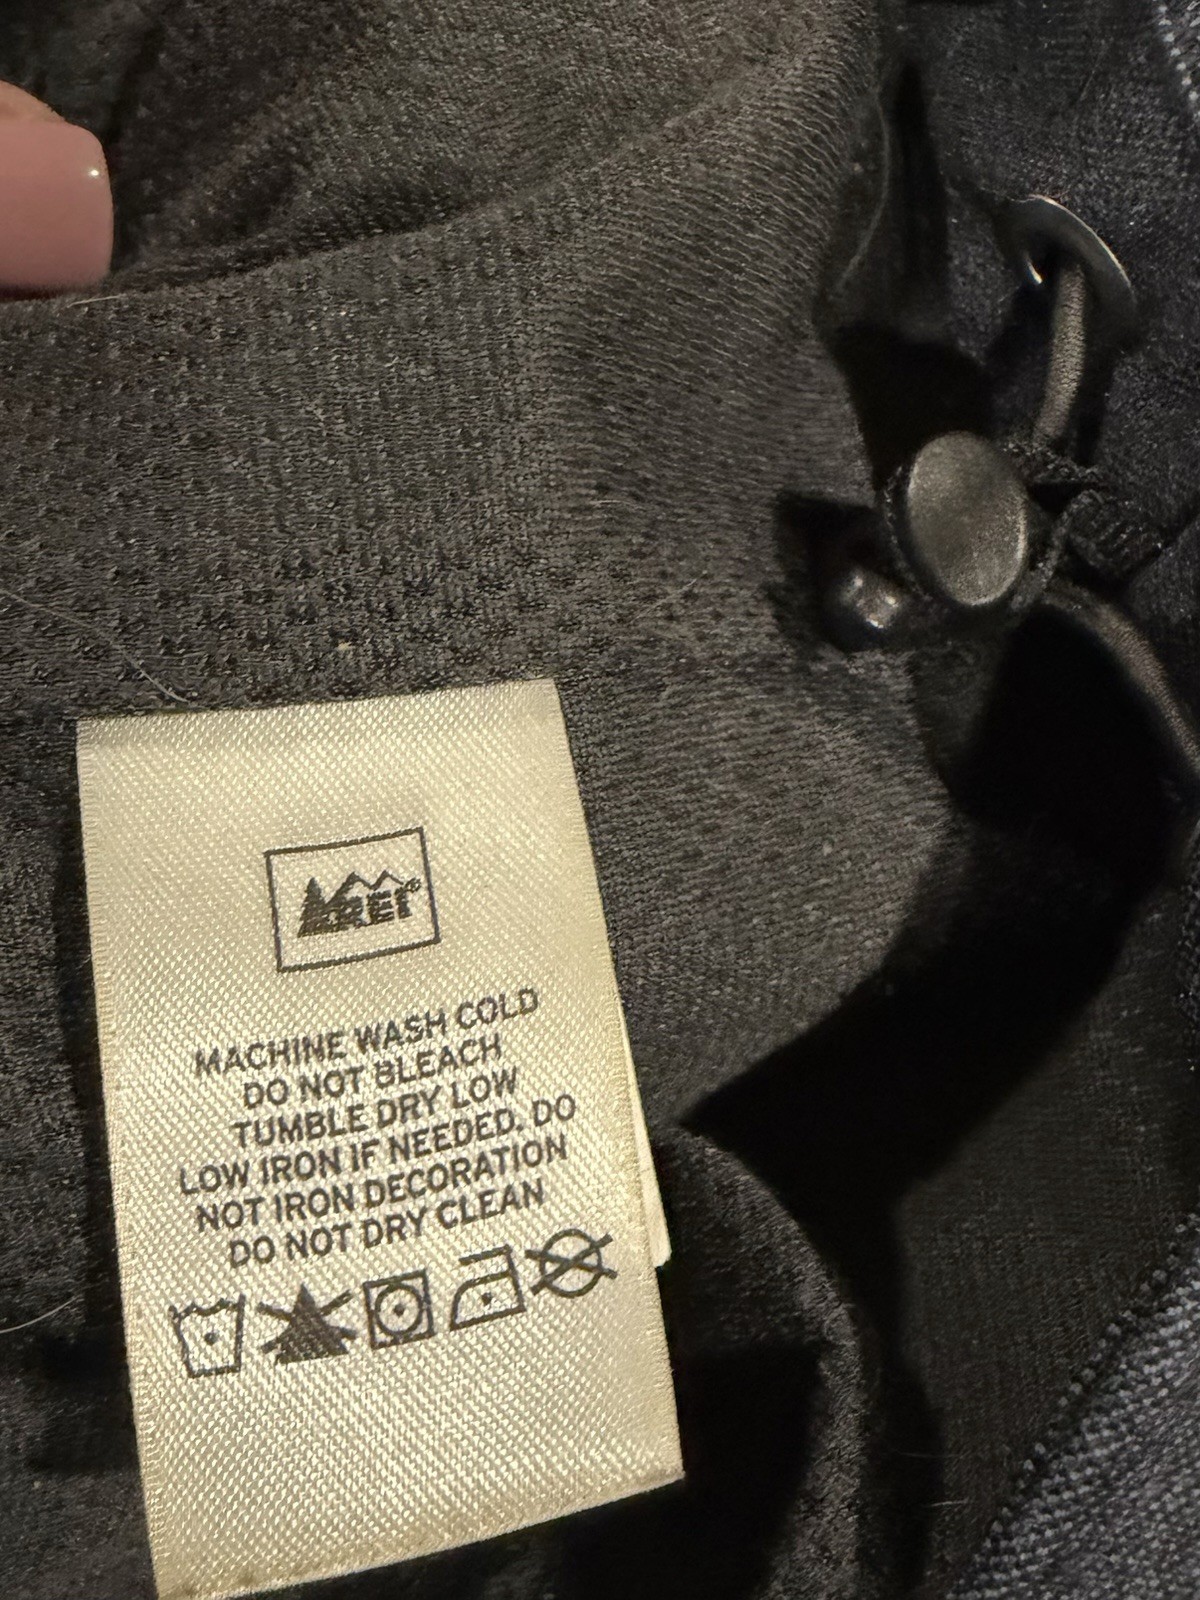 REI®
MACHINE WASH COLD
DO NOT BLEACH
TUMBLE DRY LOW
LOW IRON IF NEEDED. DO
NOT IRON DECORATION
DO NOT DRY CLEAN